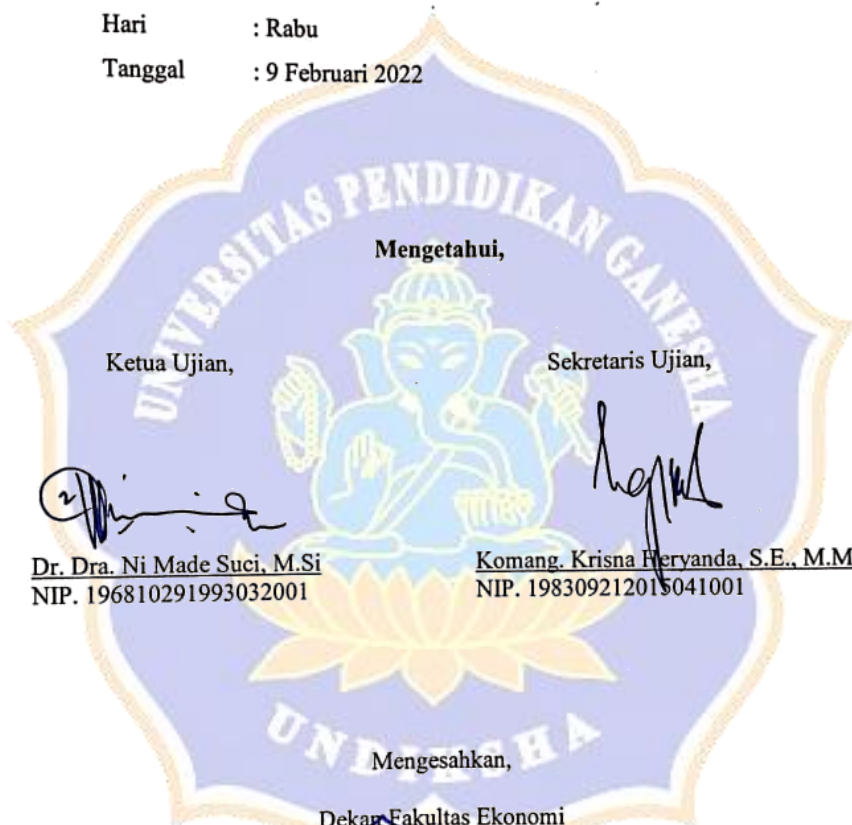 Hari : Rabu
Tanggal : 9 Februari 2022
UNIVERSITAS PENDIDIKAN GANESHA
Mengetahui,
Ketua Ujian,
Sekretaris Ujian,
Dr. Dra. Ni Made Suci, M.Si
NIP. 196810291993032001
Komang. Krisna Heryanda, S.E., M.M
NIP. 198309212015041001
UNDIKSHA
Mengesahkan,
Dekan Fakultas Ekonomi